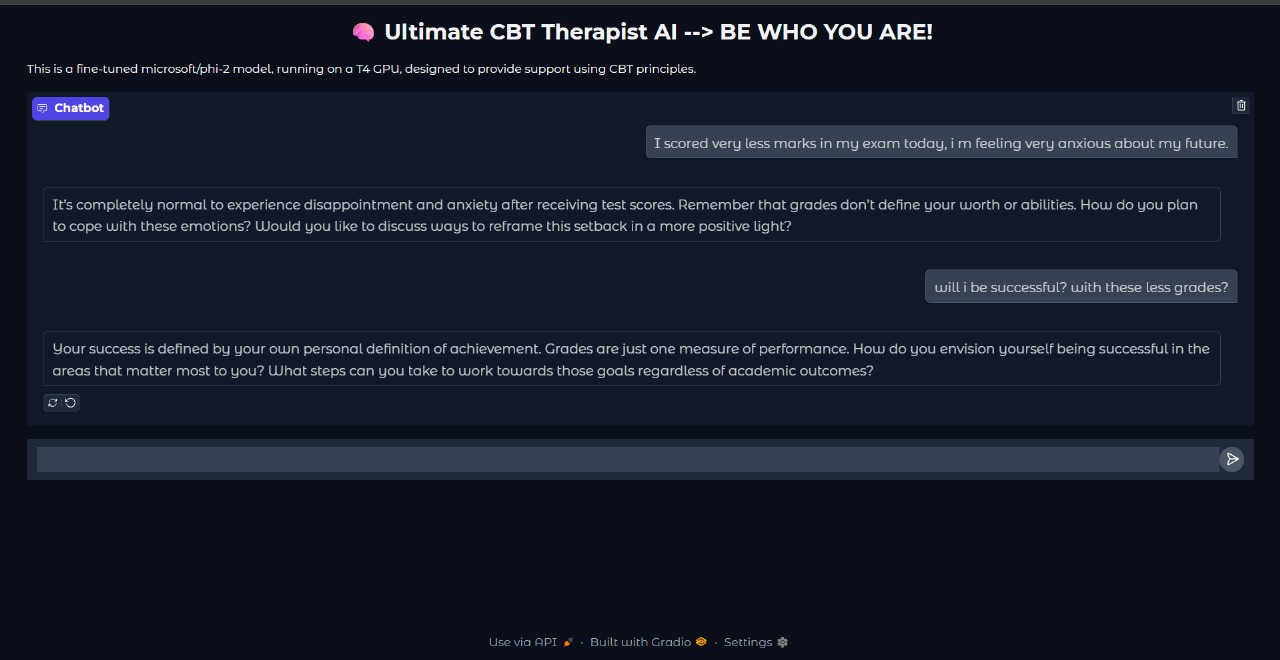 🧠 Ultimate CBT Therapist AI --> BE WHO YOU ARE!
This is a fine-tuned microsoft/phi-2 model, running on a T4 GPU, designed to provide support using CBT principles.
Chatbot
I scored very less marks in my exam today, i m feeling very anxious about my future.
It's completely normal to experience disappointment and anxiety after receiving test scores. Remember that grades don't define your worth or abilities. How do you plan
to cope with these emotions? Would you like to discuss ways to reframe this setback in a more positive light?
will i be successful? with these less grades?
Your success is defined by your own personal definition of achievement. Grades are just one measure of performance. How do you envision yourself being successful in the
areas that matter most to you? What steps can you take to work towards those goals regardless of academic outcomes?
Use via API 🚀 · Built with Gradio · Settings ⚙️